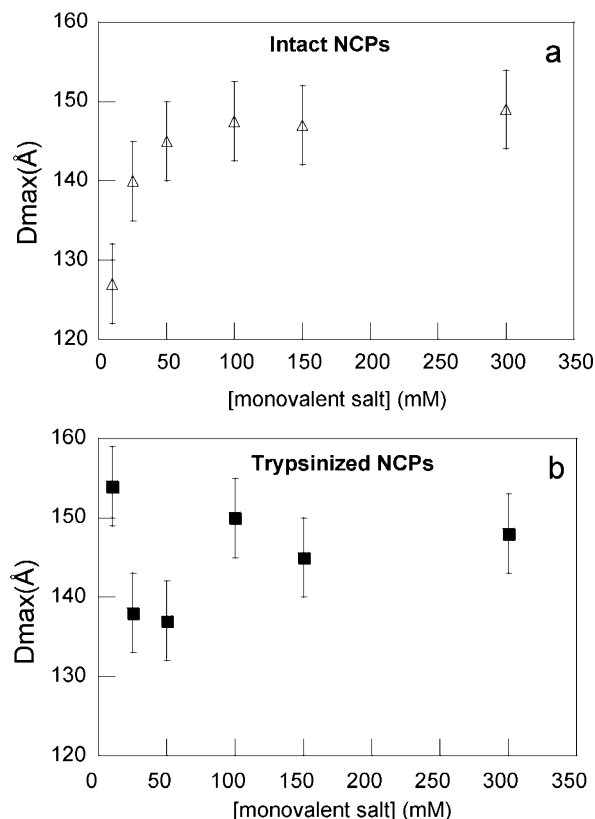 Intact NCPs
a
Dmax(Å)
160
150
140
130
120
0 50 100 150 200 250 300 350
[monovalent salt] (mM)
Trypsinized NCPs
b
Dmax(Å)
160
150
140
130
120
0 50 100 150 200 250 300 350
[monovalent salt] (mM)